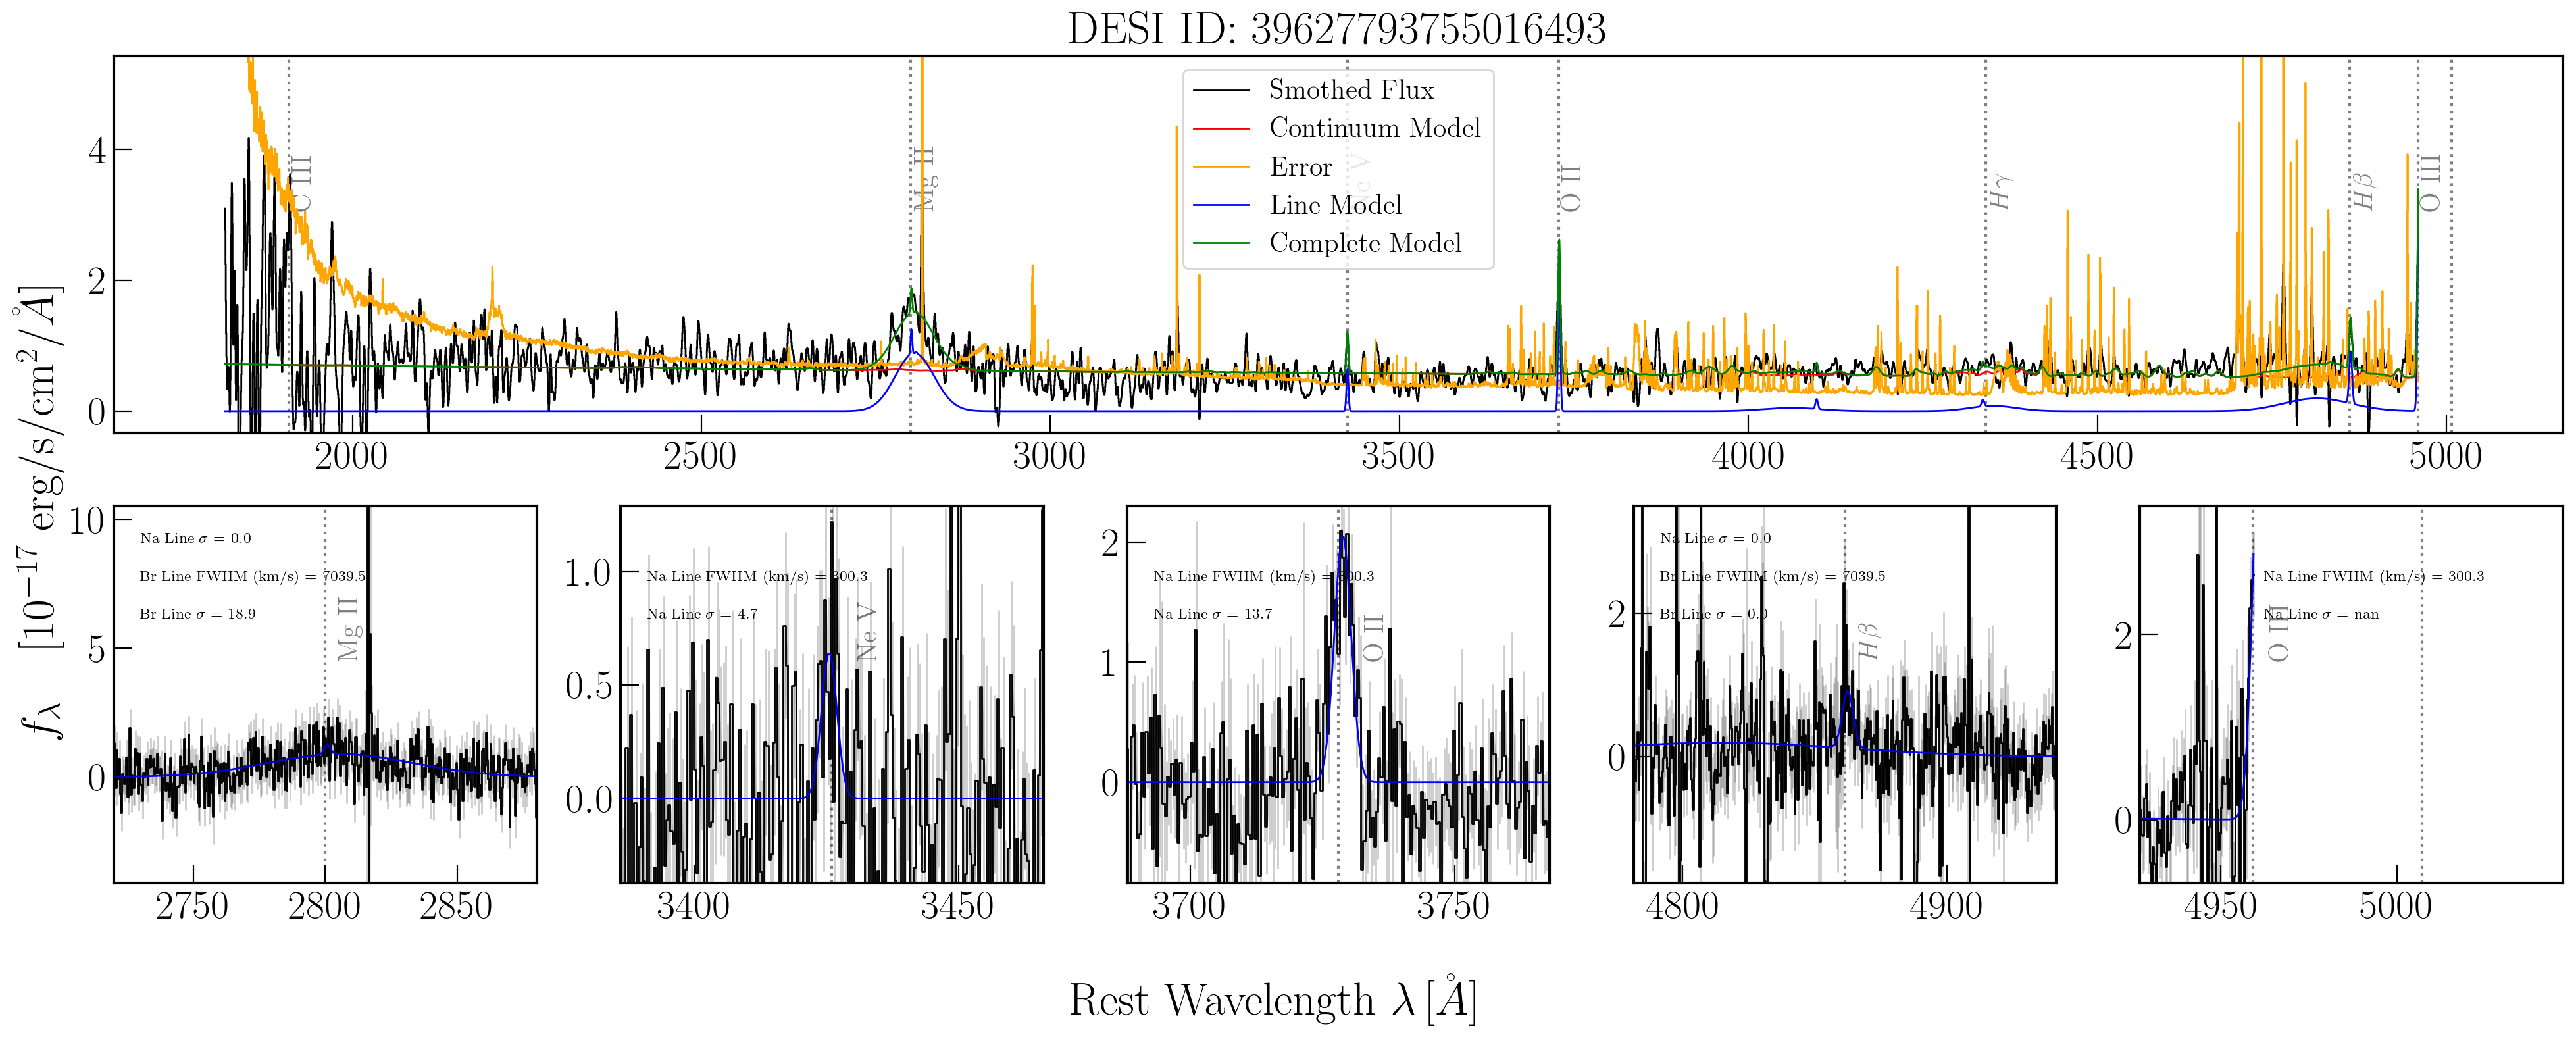 DESI ID: 39627793755016493
Smothed Flux
Continuum Model
Error
Line Model
Complete Model
C III
Mg II
Ne V
O II
Hγ
Hβ
O III
4
2
0
2000 2500 3000 3500 4000 4500 5000
f_λ [10^{-17} erg/s/cm^2/Å]
10
5
0
Na Line σ = 0.0
Br Line FWHM (km/s) = 7039.5
Br Line σ = 18.9
Mg II
2750 2800 2850
1.0
0.5
0.0
Na Line FWHM (km/s) = 300.3
Na Line σ = 4.7
Ne V
3400 3450
2
1
0
Na Line FWHM (km/s) = 300.3
Na Line σ = 13.7
O II
3700 3750
2
0
Na Line σ = 0.0
Br Line FWHM (km/s) = 7039.5
Br Line σ = 0.0
Hβ
4800 4900
2
0
Na Line FWHM (km/s) = 300.3
Na Line σ = nan
O III
4950 5000
Rest Wavelength λ [Å]